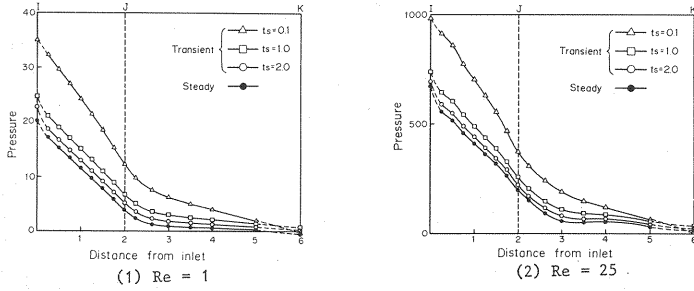 I J K
40
30
20
10
0
Pressure
Transient
ts=0.1
ts=1.0
ts=2.0
Steady
1 2 3 4 5 6
Distance from inlet
(1) Re = 1
I J K
1000
500
0
Pressure
Transient
ts=0.1
ts=1.0
ts=2.0
Steady
1 2 3 4 5 6
Distance from inlet
(2) Re = 25